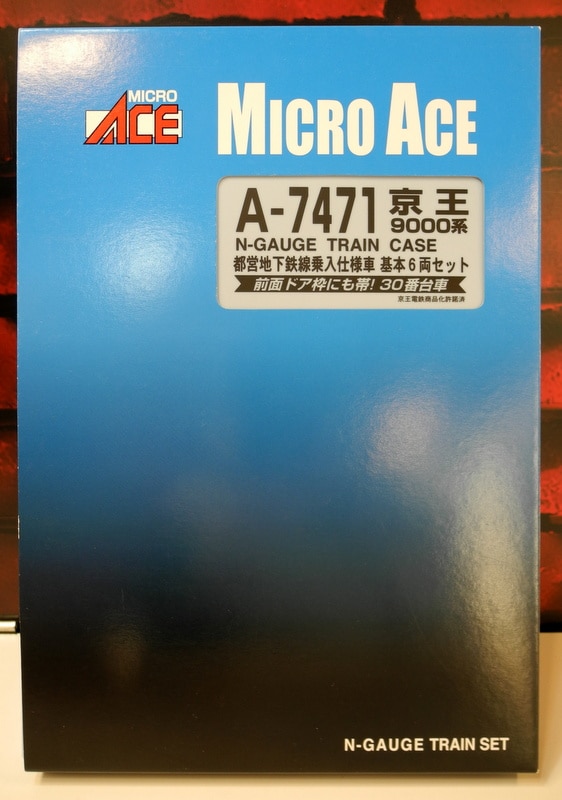 MICRO
ACE
MICRO ACE
A-7471 京王
9000系
N-GAUGE TRAIN CASE
都営地下鉄線乗入仕様車 基本6両セット
前面ドア枠にも帯! 30番台車
京王電鉄商品化許諾済
N-GAUGE TRAIN SET